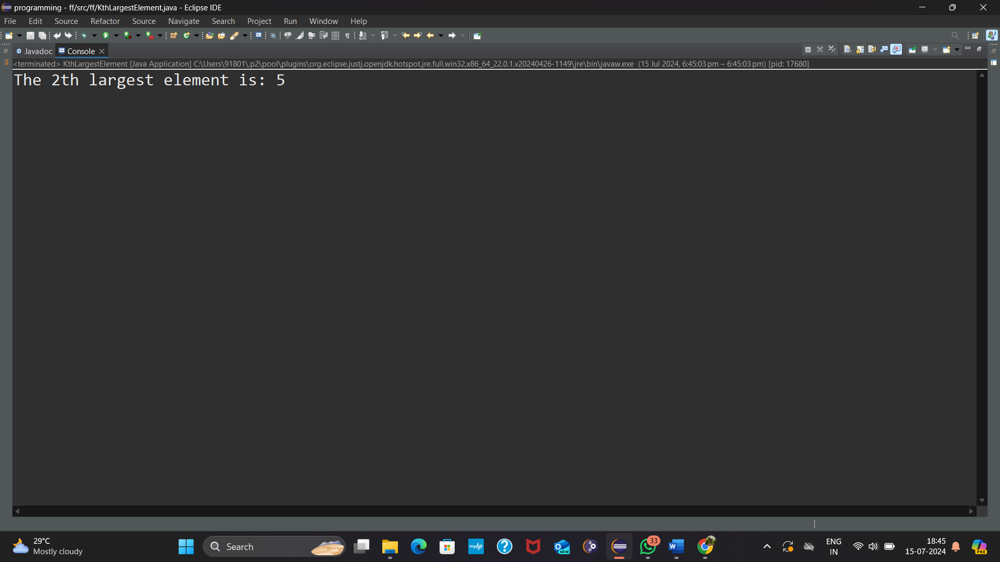 programming - ff/src/ff/KthLargestElement.java - Eclipse IDE
File Edit Source Refactor Source Navigate Search Project Run Window Help
Javadoc Console
<terminated> KthLargestElement [Java Application] C:\Users\91801\.p2\pool\plugins\org.eclipse.justj.openjdk.hotspot.jre.full.win32.x86_64_22.0.1.v20240426-1149\jre\bin\javaw.exe (15 Jul 2024, 6:45:03 pm – 6:45:03 pm) [pid: 17680]
The 2th largest element is: 5
29°C
Mostly cloudy
Search
myhp
NEW
33
W
ENG
IN
18:45
15-07-2024
PRE